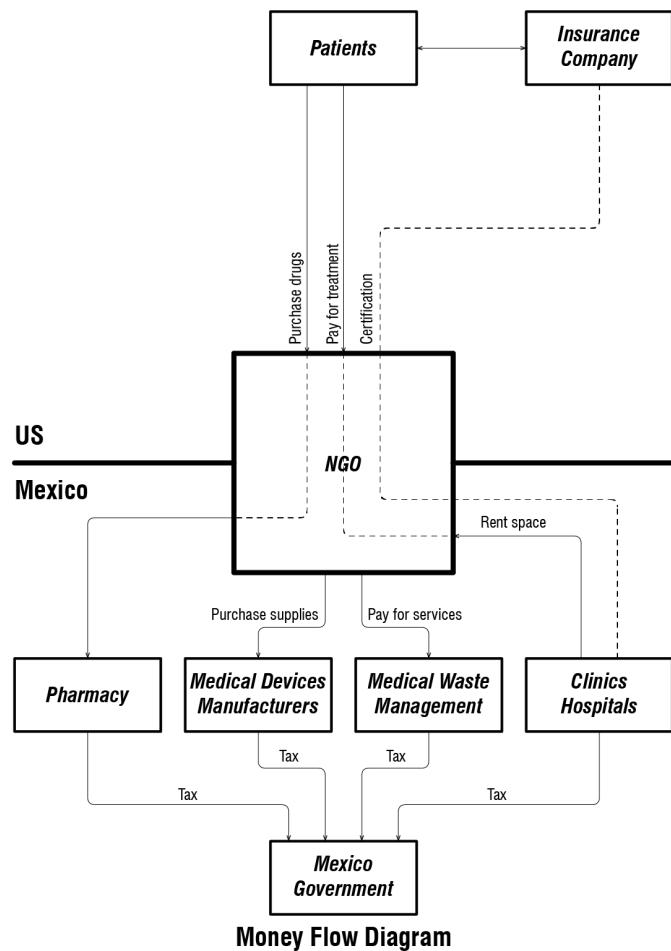 Patients
Insurance
Company
Purchase drugs
Pay for treatment
Certification
US
NGO
Mexico
Rent space
Purchase supplies
Pay for services
Pharmacy
Medical Devices
Manufacturers
Medical Waste
Management
Clinics
Hospitals
Tax
Tax
Tax
Tax
Mexico
Government
Money Flow Diagram